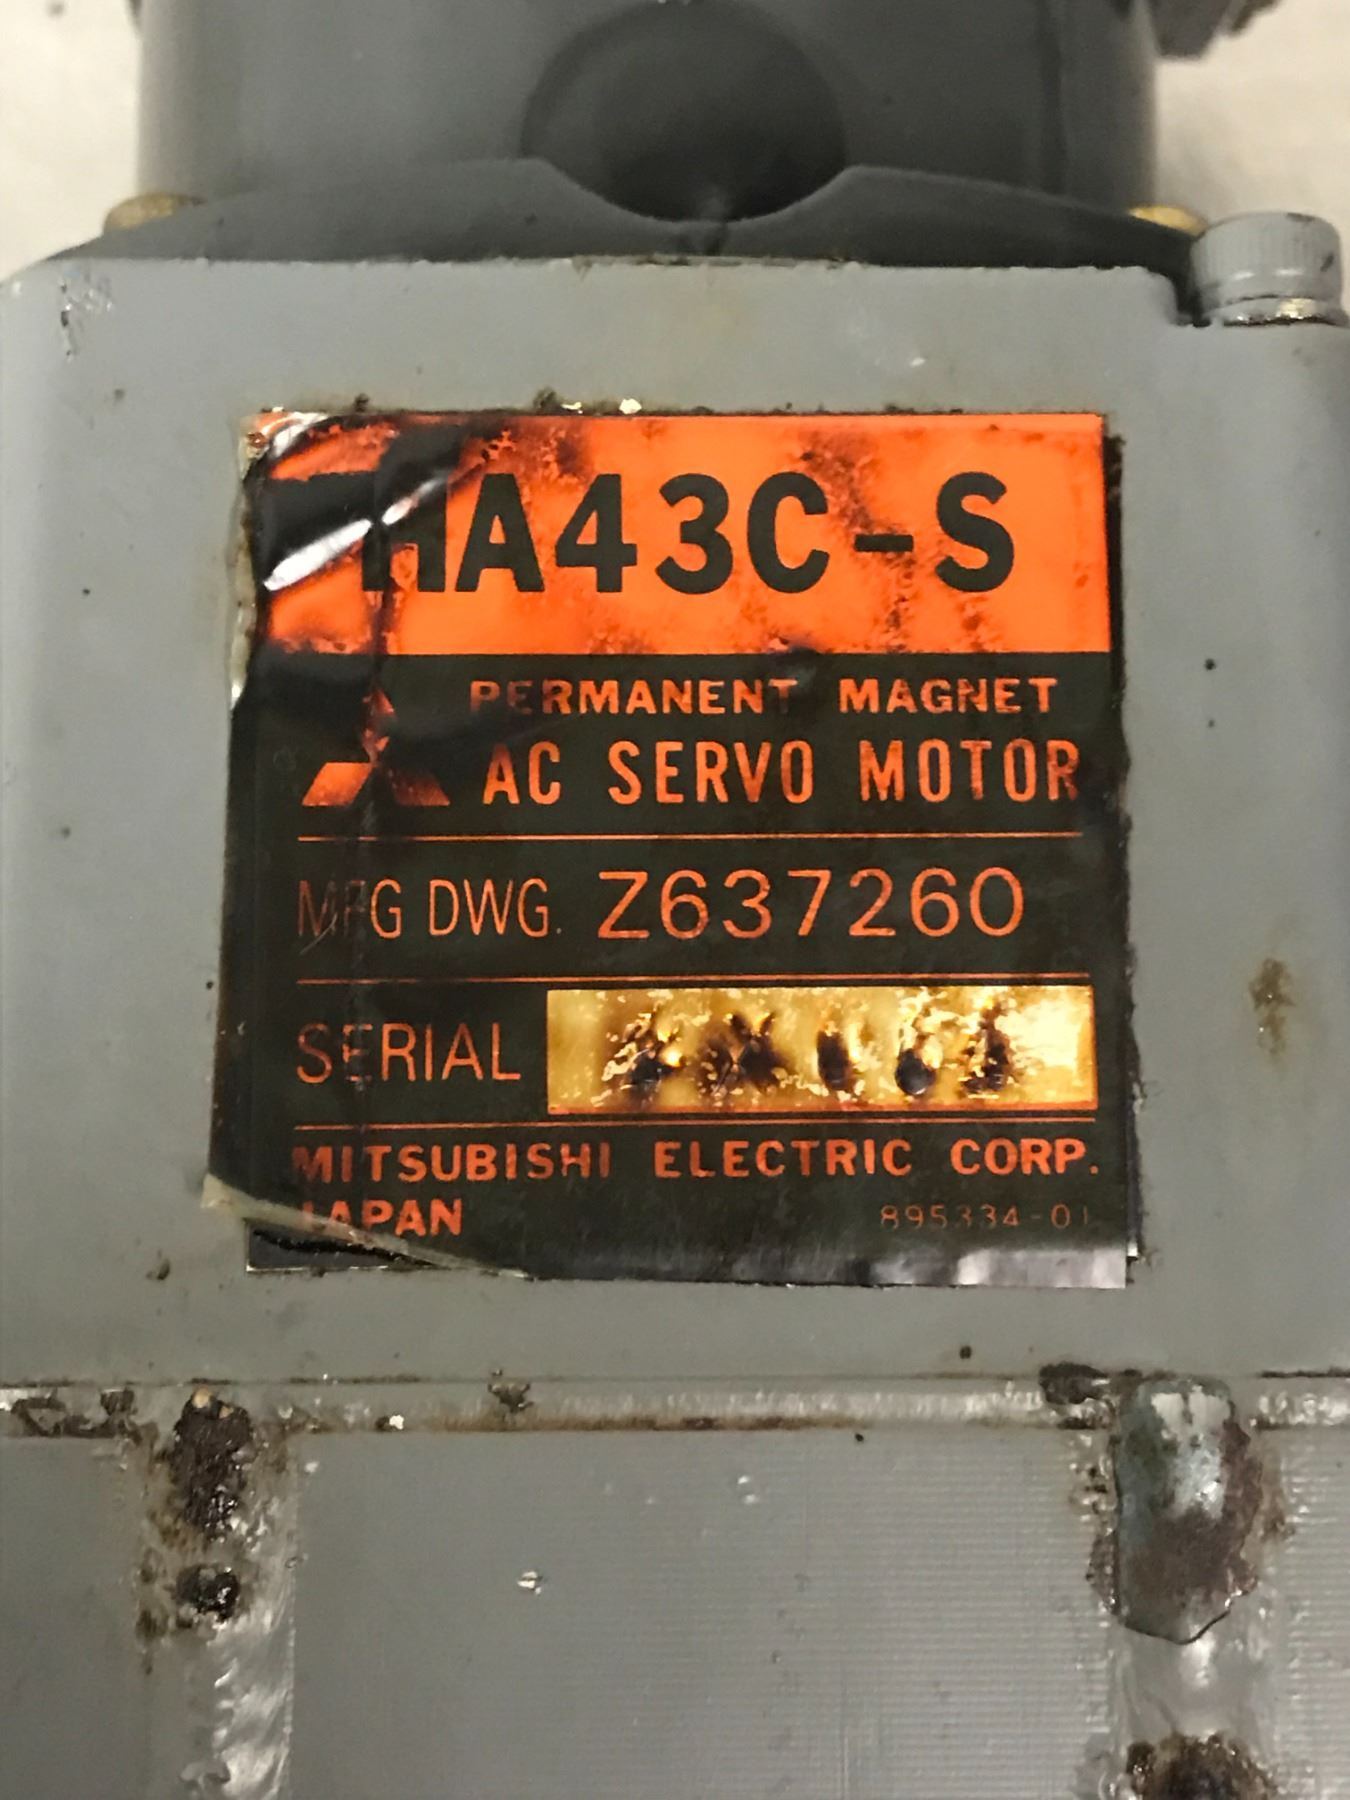 HA43C-S
PERMANENT MAGNET
AC SERVO MOTOR
MFG DWG. Z637260
SERIAL
MITSUBISHI ELECTRIC CORP.
JAPAN 895334-01